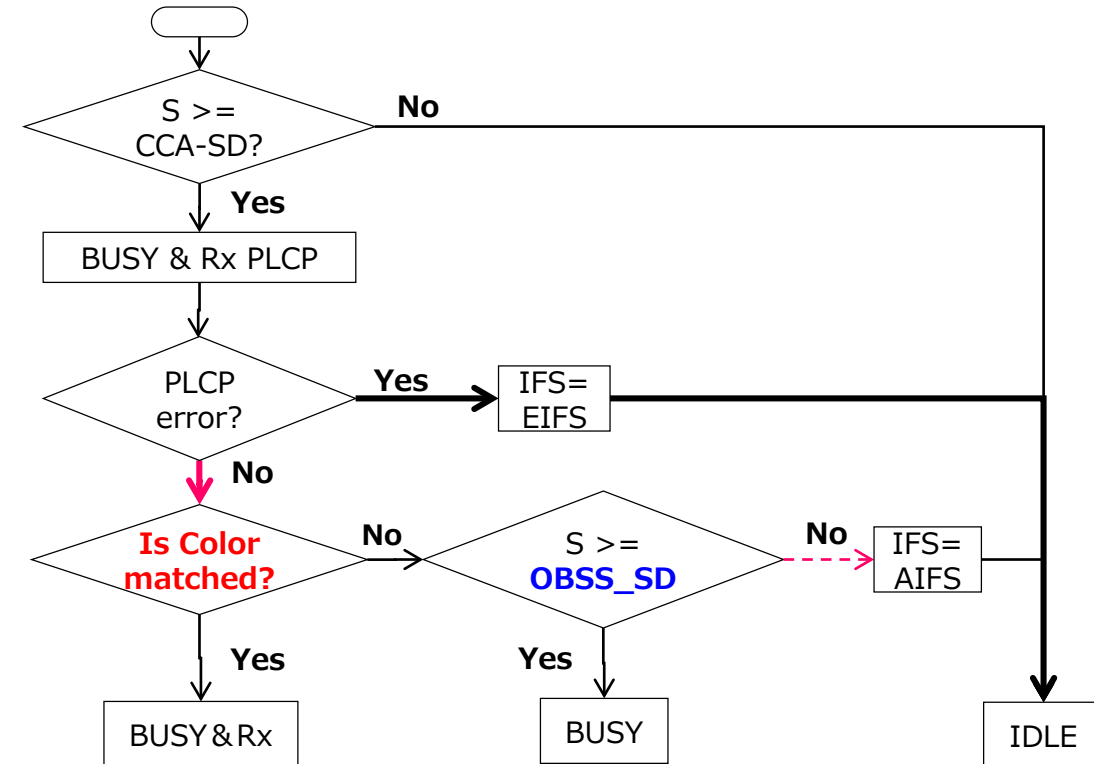 S >=
CCA-SD?
No
Yes
BUSY & Rx PLCP
PLCP
error?
Yes
IFS=
EIFS
No
Is Color
matched?
No
S >=
OBSS_SD
No
IFS=
AIFS
Yes
Yes
BUSY&Rx
BUSY
IDLE